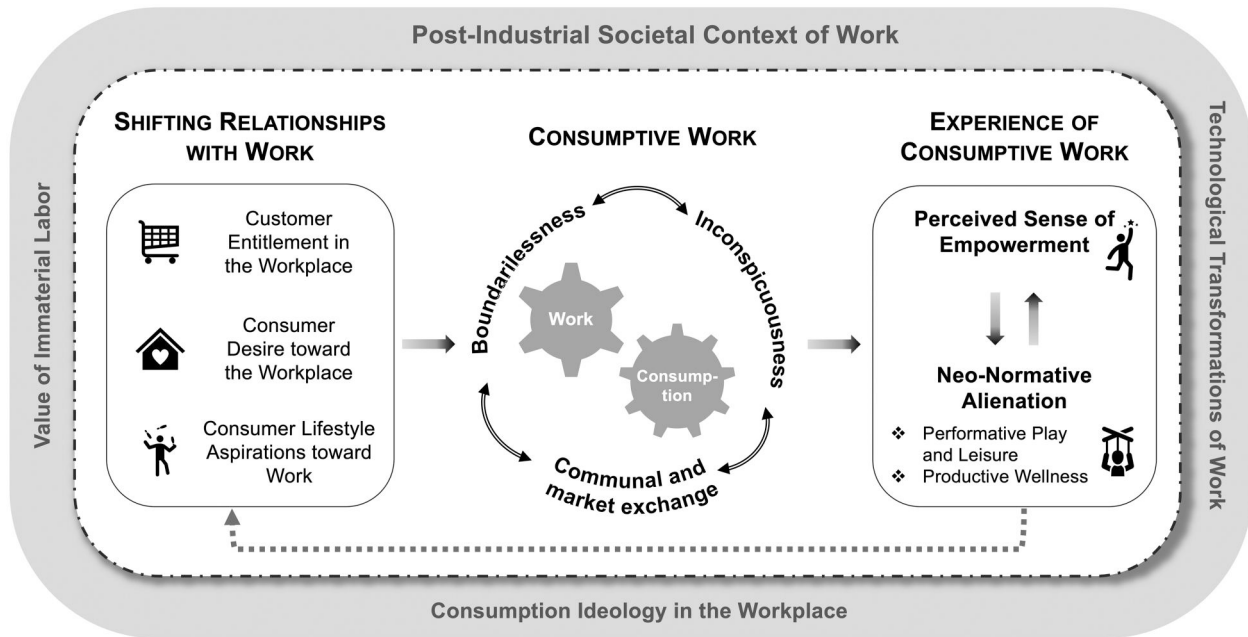 Post-Industrial Societal Context of Work
Value of Immaterial Labor
Technological Transformations of Work
Consumption Ideology in the Workplace
SHIFTING RELATIONSHIPS
WITH WORK
Customer
Entitlement in
the Workplace
Consumer
Desire toward
the Workplace
Consumer Lifestyle
Aspirations toward
Work
CONSUMPTIVE WORK
Boundarilessness
Inconspicuousness
Work
Consump-
tion
Communal and
market exchange
EXPERIENCE OF
CONSUMPTIVE WORK
Perceived Sense of
Empowerment
Neo-Normative
Alienation
❖ Performative Play
and Leisure
❖ Productive Wellness